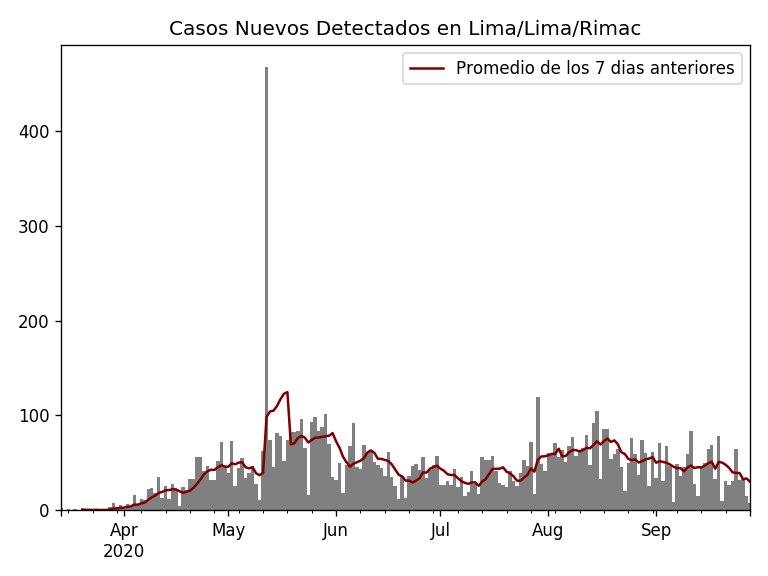 Casos Nuevos Detectados en Lima/Lima/Rimac
Promedio de los 7 dias anteriores
400
300
200
100
0
Apr May Jun Jul Aug Sep
2020